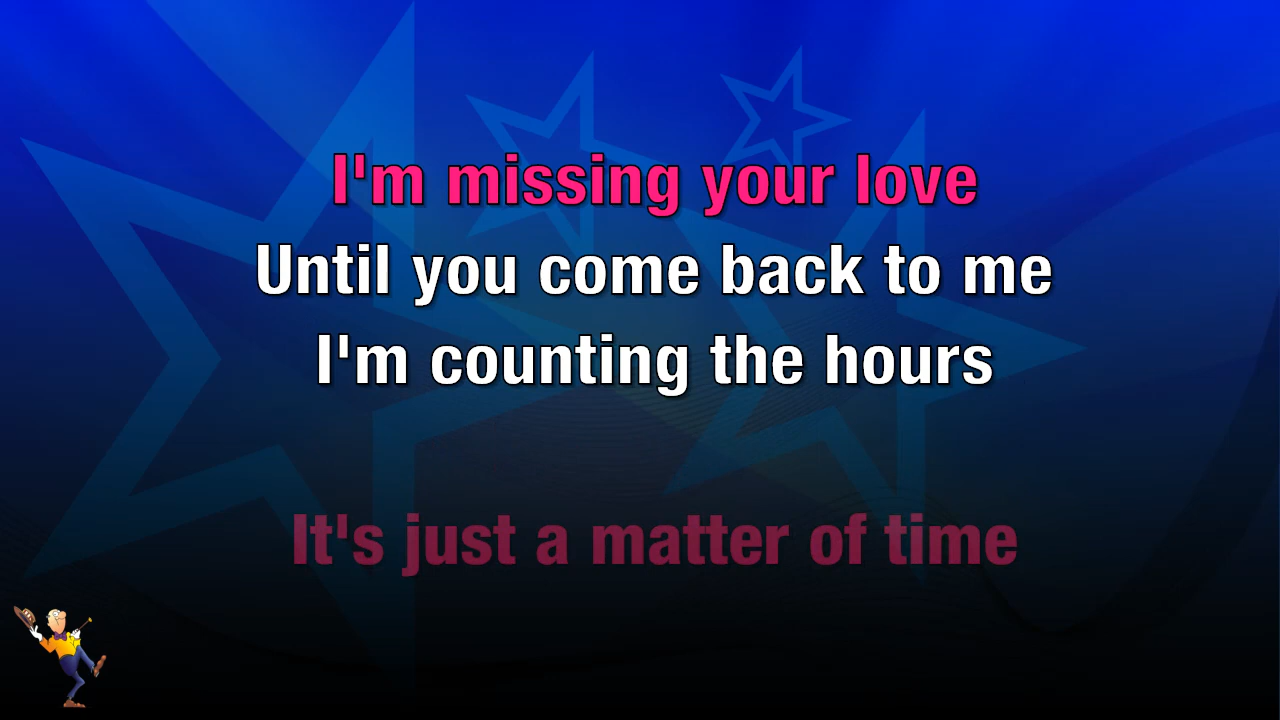 I'm missing your love
Until you come back to me
I'm counting the hours
It's just a matter of time